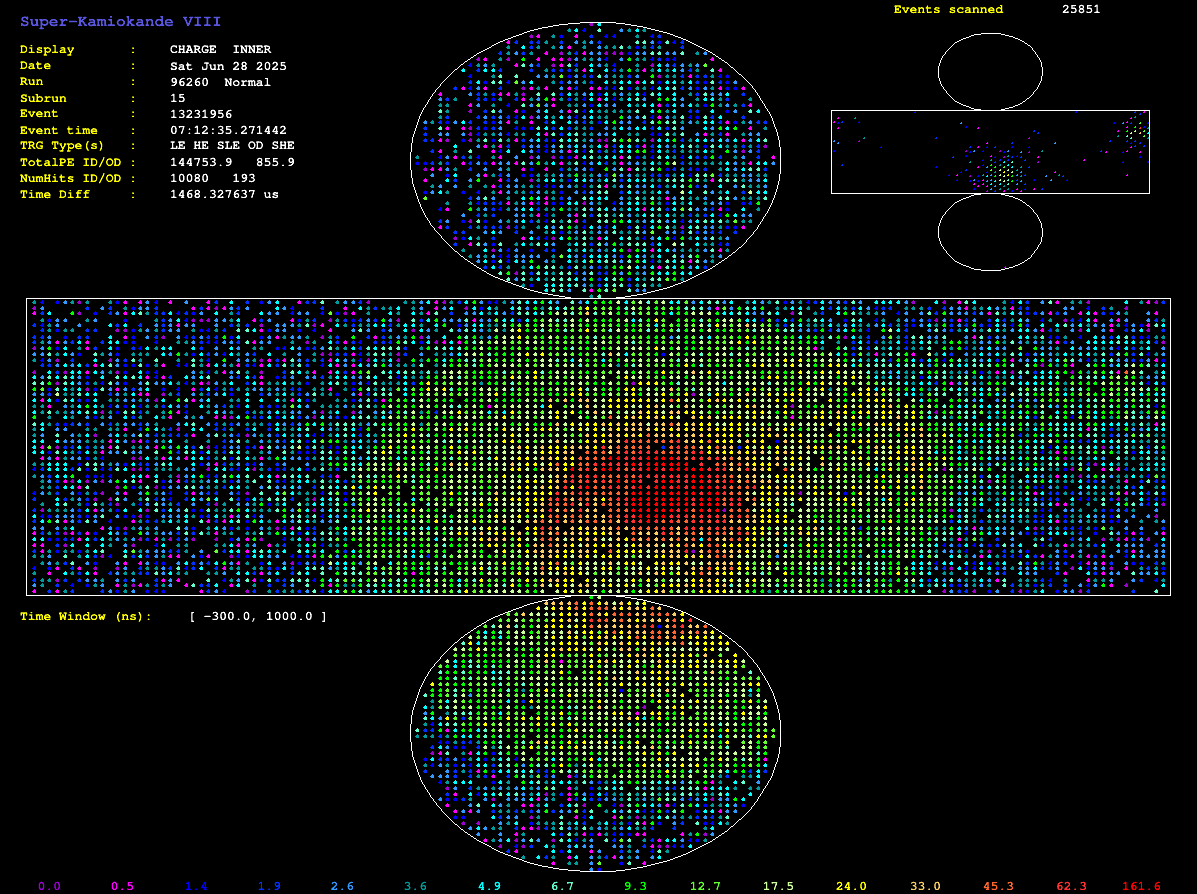 Super-Kamiokande VIII
Display : CHARGE INNER
Date : Sat Jun 28 2025
Run : 96260 Normal
Subrun : 15
Event : 13231956
Event time : 07:12:35.271442
TRG Type(s) : LE HE SLE OD SHE
TotalPE ID/OD : 144753.9 855.9
NumHits ID/OD : 10080 193
Time Diff : 1468.327637 us
Events scanned 25851
Time Window (ns): [ -300.0, 1000.0 ]
0.0 0.5 1.4 1.9 2.6 3.6 4.9 6.7 9.3 12.7 17.5 24.0 33.0 45.3 62.3 161.6